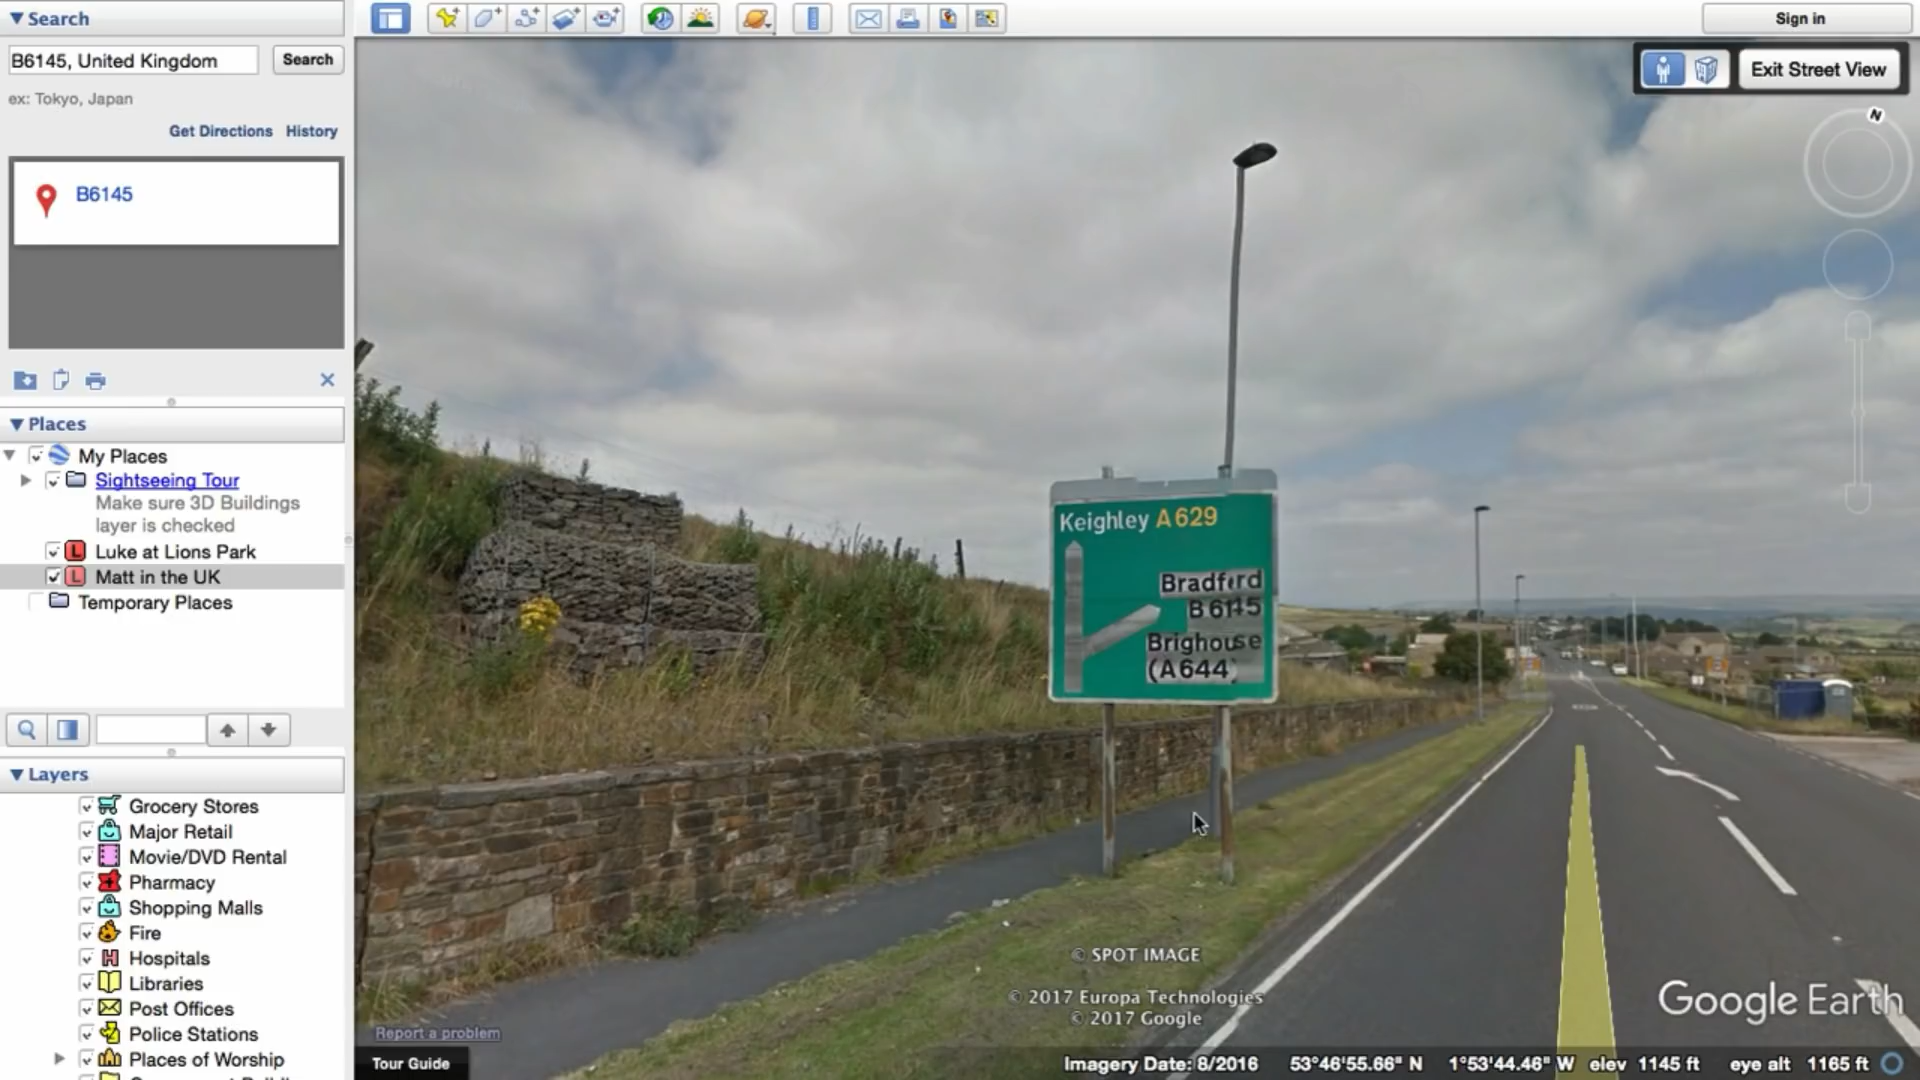 Search
B6145, United Kingdom
Search
ex: Tokyo, Japan
Get Directions
History
B6145
Places
My Places
Sightseeing Tour
Make sure 3D Buildings
layer is checked
L Luke at Lions Park
L Matt in the UK
Temporary Places
Layers
Grocery Stores
Major Retail
Movie/DVD Rental
Pharmacy
Shopping Malls
Fire
H Hospitals
Libraries
Post Offices
Police Stations
Places of Worship
Sign in
Exit Street View
N
Keighley A629
Bradford
B 6145
Brighouse
(A 644)
© SPOT IMAGE
© 2017 Europa Technologies
© 2017 Google
Google Earth
Report a problem
Tour Guide
Imagery Date: 8/2016 53°46'55.66" N 1°53'44.46" W elev 1145 ft eye alt 1165 ft